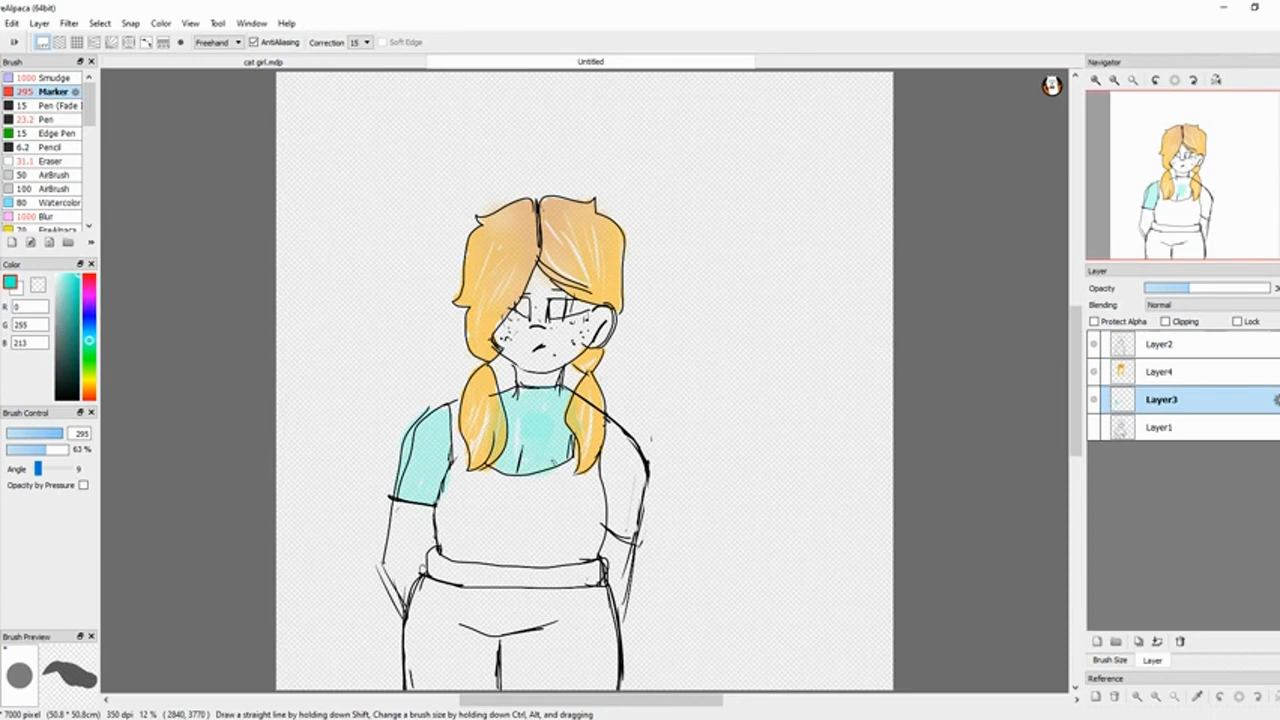 reAlpaca (64bit)
Edit Layer Filter Select Snap Color View Tool Window Help
Freehand AntiAliasing Correction 15 Soft Edge
Brush
cat girl.mdp
Untitled
Navigator
1000 Smudge
295 Marker
15 Pen (Fade
23.2 Pen
15 Edge Pen
6.2 Pencil
31.1 Eraser
50 AirBrush
100 AirBrush
80 Watercolor
1000 Blur
Color
R 0
G 255
B 213
Brush Control
295
63 %
Angle 9
Opacity by Pressure
Brush Preview
Layer
Opacity
Blending Normal
Protect Alpha Clipping Lock
Layer2
Layer4
Layer3
Layer1
Brush Size Layer
Reference
* 7000 pixel (50.8 * 50.8cm) 350 dpi 12 % ( 2840, 3770 ) Draw a straight line by holding down Shift, Change a brush size by holding down Ctrl, Alt, and dragging